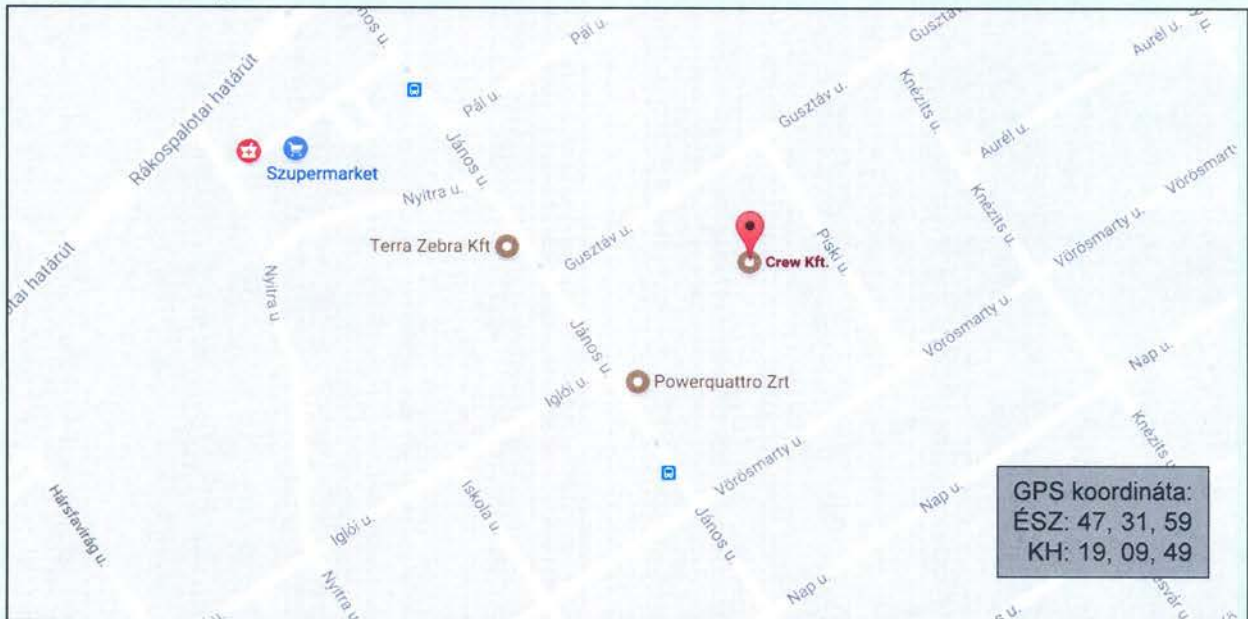 János u.
Pál u.
Gusztáv
Aurél u.
Rákospalotai határút
Pál u.
Gusztáv u.
Knézits u.
Aurél u.
János u.
Szupermarket
Nyitra u.
Knézits u.
Vörösmarty
Vörösmarty u.
Terra Zebra Kft
Gusztáv u.
Crew Kft.
Piski u.
otai határút
Nyitra u
János u.
Vörösmarty u.
Iglói u.
Powerquattro Zrt
Nap u.
Knézits u
Hársfavirág u.
Iskola u.
Vörösmarty u.
Nap u.
Iglói u.
János u.
Nyitra u.
Nap u.
GPS koordináta:
ÉSZ: 47, 31, 59
KH: 19, 09, 49